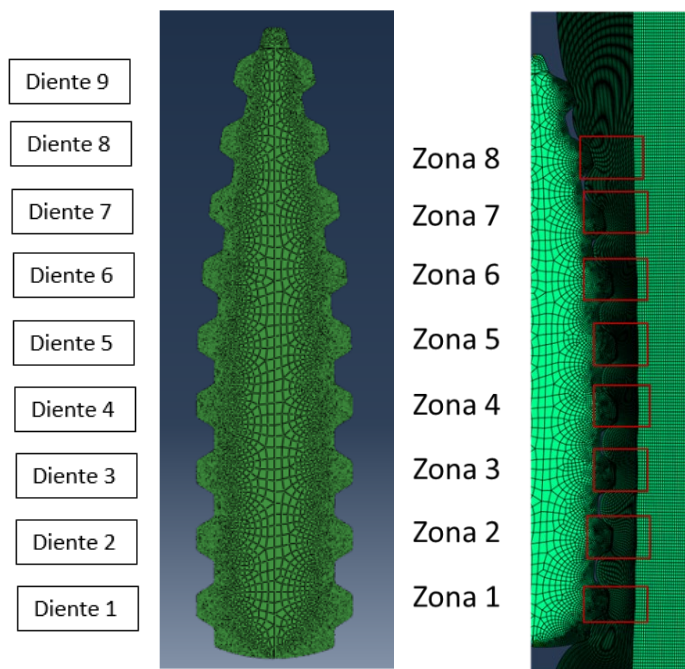 Diente 9
Diente 8
Diente 7
Diente 6
Diente 5
Diente 4
Diente 3
Diente 2
Diente 1
Zona 8
Zona 7
Zona 6
Zona 5
Zona 4
Zona 3
Zona 2
Zona 1